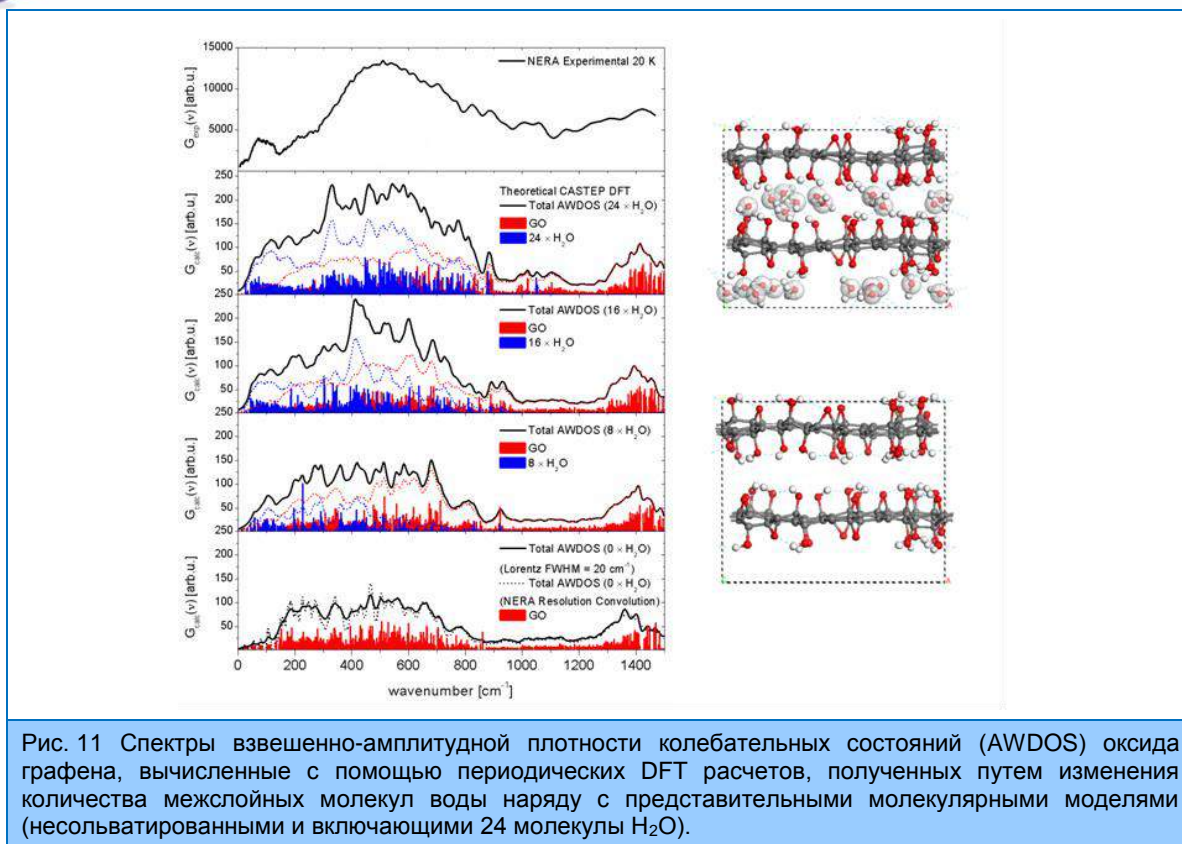 15000
NERA Experimental 20 K
10000
5000
G_exp(ν) [arb.u.]
250
Theoretical CASTEP DFT
Total AWDOS (24 × H₂O)
GO
24 × H₂O
200
150
100
50
G_calc(ν) [arb.u.]
250
Total AWDOS (16 × H₂O)
GO
16 × H₂O
200
150
100
50
G_calc(ν) [arb.u.]
250
Total AWDOS (8 × H₂O)
GO
8 × H₂O
200
150
100
50
G_calc(ν) [arb.u.]
250
Total AWDOS (0 × H₂O)
(Lorentz FWHM = 20 cm⁻¹)
Total AWDOS (0 × H₂O)
(NERA Resolution Convolution)
GO
200
150
100
50
G_calc(ν) [arb.u.]
0 200 400 600 800 1000 1200 1400
wavenumber [cm⁻¹]
Рис. 11 Спектры взвешенно-амплитудной плотности колебательных состояний (AWDOS) оксида
графена, вычисленные с помощью периодических DFT расчетов, полученных путем изменения
количества межслойных молекул воды наряду с представительными молекулярными моделями
(несольватированными и включающими 24 молекулы H₂O).